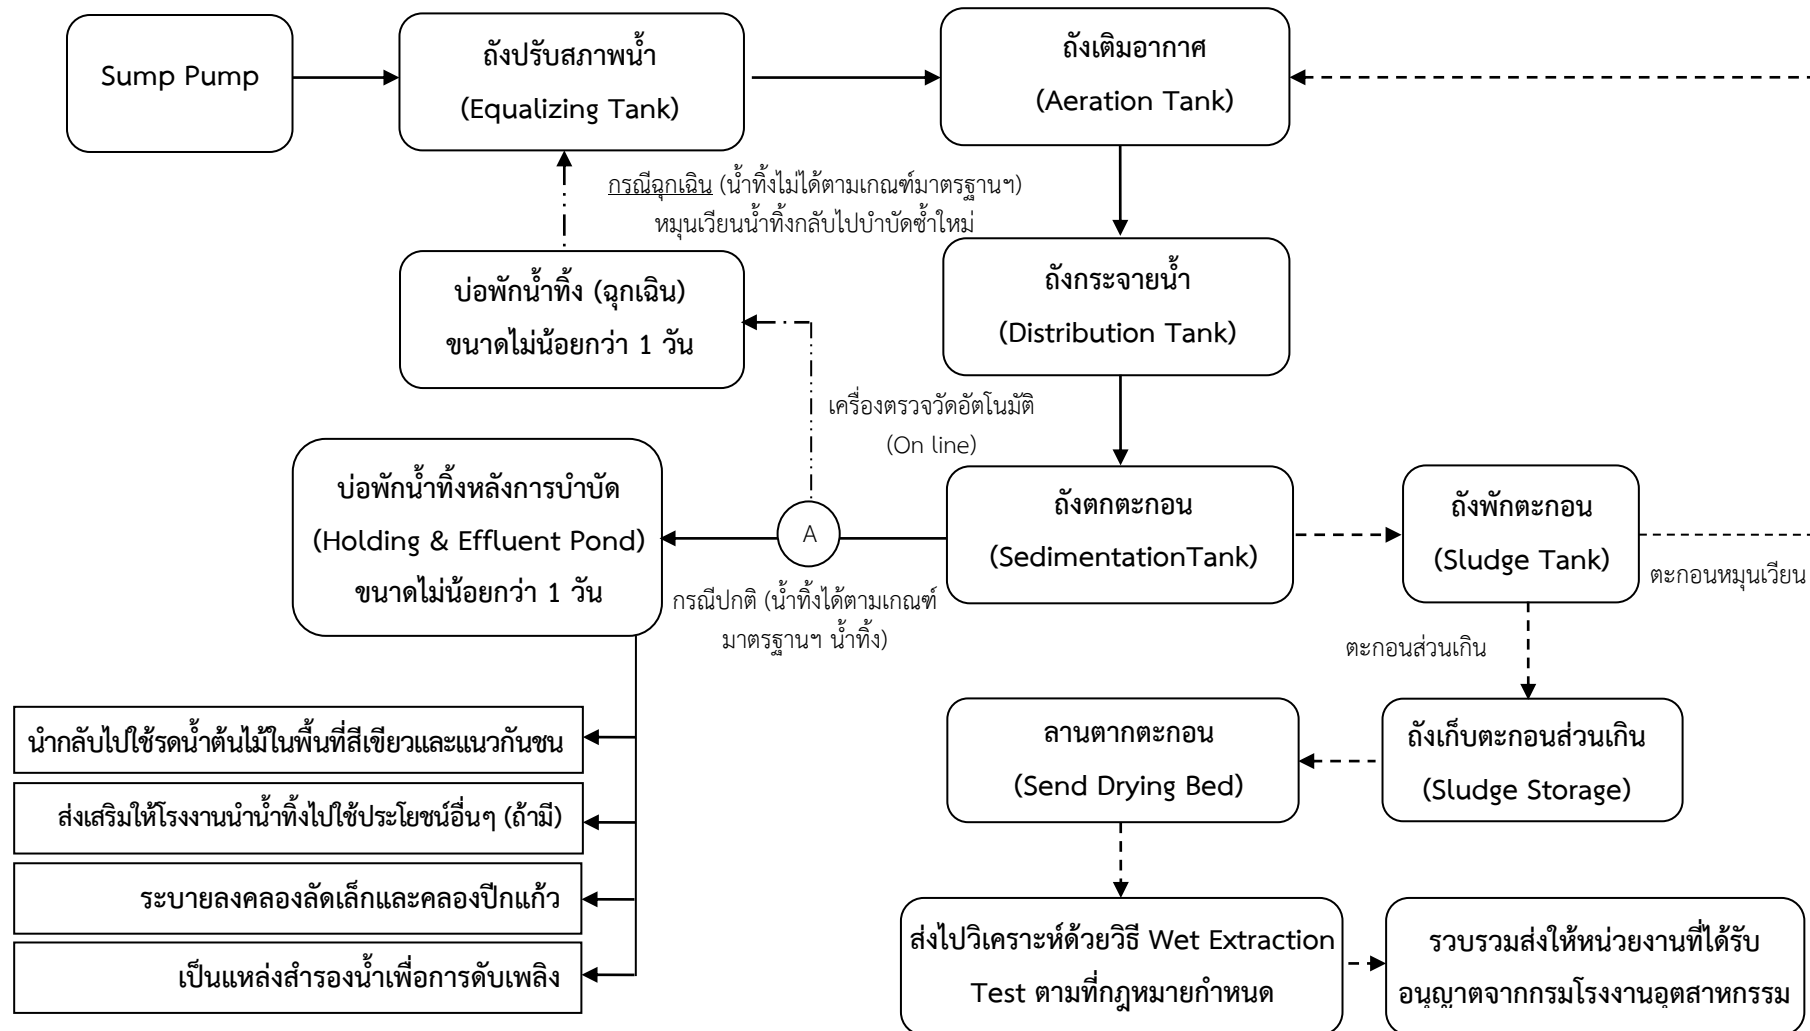 Sump Pump
ถังปรับสภาพน้ำ
(Equalizing Tank)
ถังเติมอากาศ
(Aeration Tank)
กรณีฉุกเฉิน (น้ำทิ้งไม่ได้ตามเกณฑ์มาตรฐานฯ)
หมุนเวียนน้ำทิ้งกลับไปบำบัดซ้ำใหม่
บ่อพักน้ำทิ้ง (ฉุกเฉิน)
ขนาดไม่น้อยกว่า 1 วัน
ถังกระจายน้ำ
(Distribution Tank)
เครื่องตรวจวัดอัตโนมัติ
(On line)
บ่อพักน้ำทิ้งหลังการบำบัด
(Holding & Effluent Pond)
ขนาดไม่น้อยกว่า 1 วัน
A
ถังตกตะกอน
(SedimentationTank)
ถังพักตะกอน
(Sludge Tank)
ตะกอนหมุนเวียน
กรณีปกติ (น้ำทิ้งได้ตามเกณฑ์
มาตรฐานฯ น้ำทิ้ง)
ตะกอนส่วนเกิน
นำกลับไปใช้รดน้ำต้นไม้ในพื้นที่สีเขียวและแนวกันชน
ส่งเสริมให้โรงงานนำน้ำทิ้งไปใช้ประโยชน์อื่นๆ (ถ้ามี)
ระบายลงคลองลัดเล็กและคลองปีกแก้ว
เป็นแหล่งสำรองน้ำเพื่อการดับเพลิง
ลานตากตะกอน
(Send Drying Bed)
ถังเก็บตะกอนส่วนเกิน
(Sludge Storage)
ส่งไปวิเคราะห์ด้วยวิธี Wet Extraction
Test ตามที่กฎหมายกำหนด
รวบรวมส่งให้หน่วยงานที่ได้รับ
อนุญาตจากกรมโรงงานอุตสาหกรรม